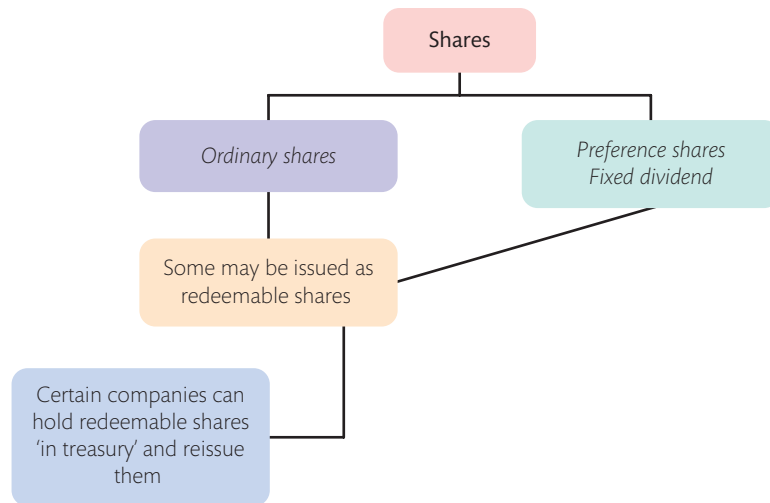 Shares
Ordinary shares
Preference shares
Fixed dividend
Some may be issued as
redeemable shares
Certain companies can
hold redeemable shares
‘in treasury’ and reissue
them